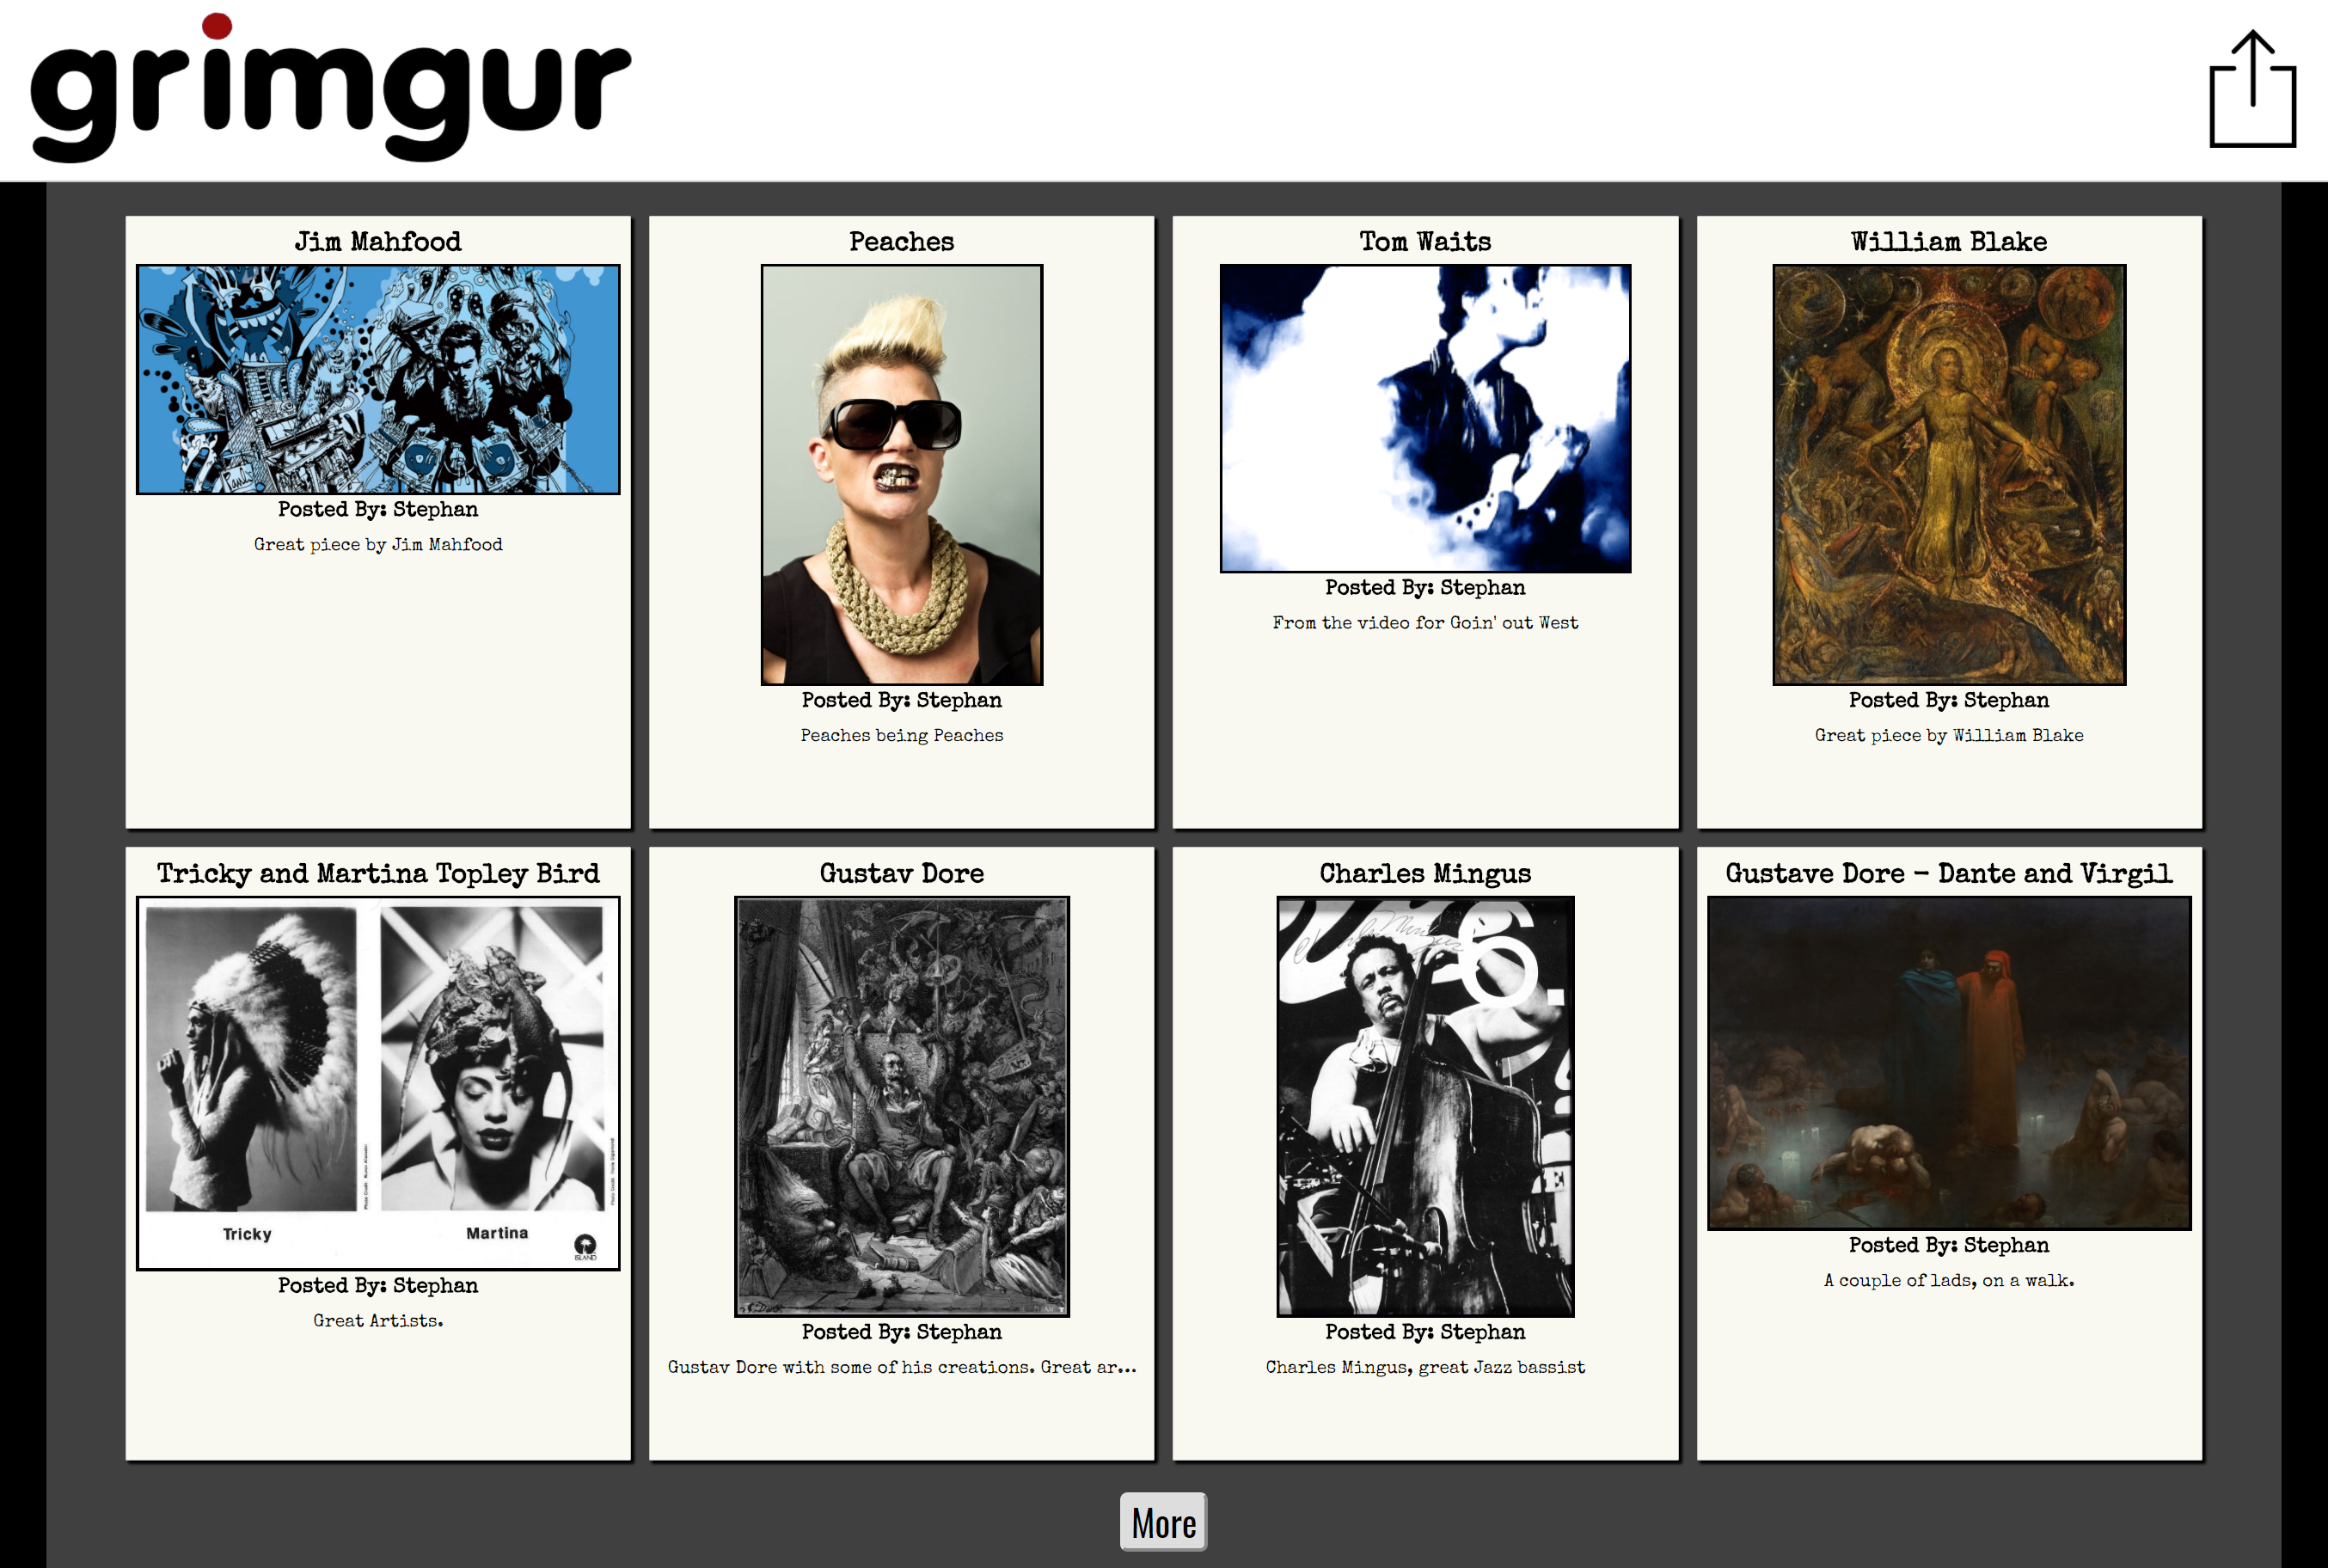 grimgur
Jim Mahfood
Posted By: Stephan
Great piece by Jim Mahfood
Peaches
Posted By: Stephan
Peaches being Peaches
Tom Waits
Posted By: Stephan
From the video for Goin' out West
William Blake
Posted By: Stephan
Great piece by William Blake
Tricky and Martina Topley Bird
Tricky
Martina
ISLAND
Posted By: Stephan
Great Artists.
Gustav Dore
Posted By: Stephan
Gustav Dore with some of his creations. Great ar...
Charles Mingus
6.
Posted By: Stephan
Charles Mingus, great Jazz bassist
Gustave Dore - Dante and Virgil
Posted By: Stephan
A couple of lads, on a walk.
More